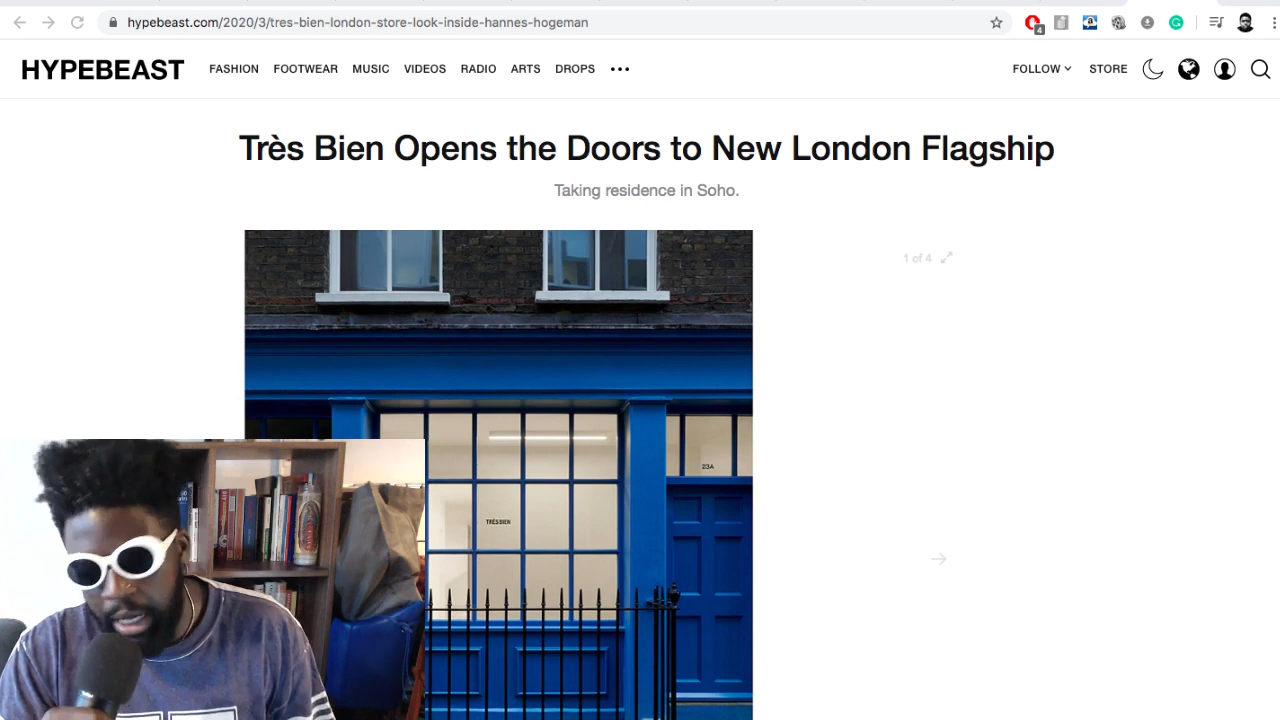 hypebeast.com/2020/3/tres-bien-london-store-look-inside-hannes-hogeman
4
HYPEBEAST FASHION FOOTWEAR MUSIC VIDEOS RADIO ARTS DROPS ••• FOLLOW STORE
Très Bien Opens the Doors to New London Flagship
Taking residence in Soho.
1 of 4
23A
TRÈS BIEN